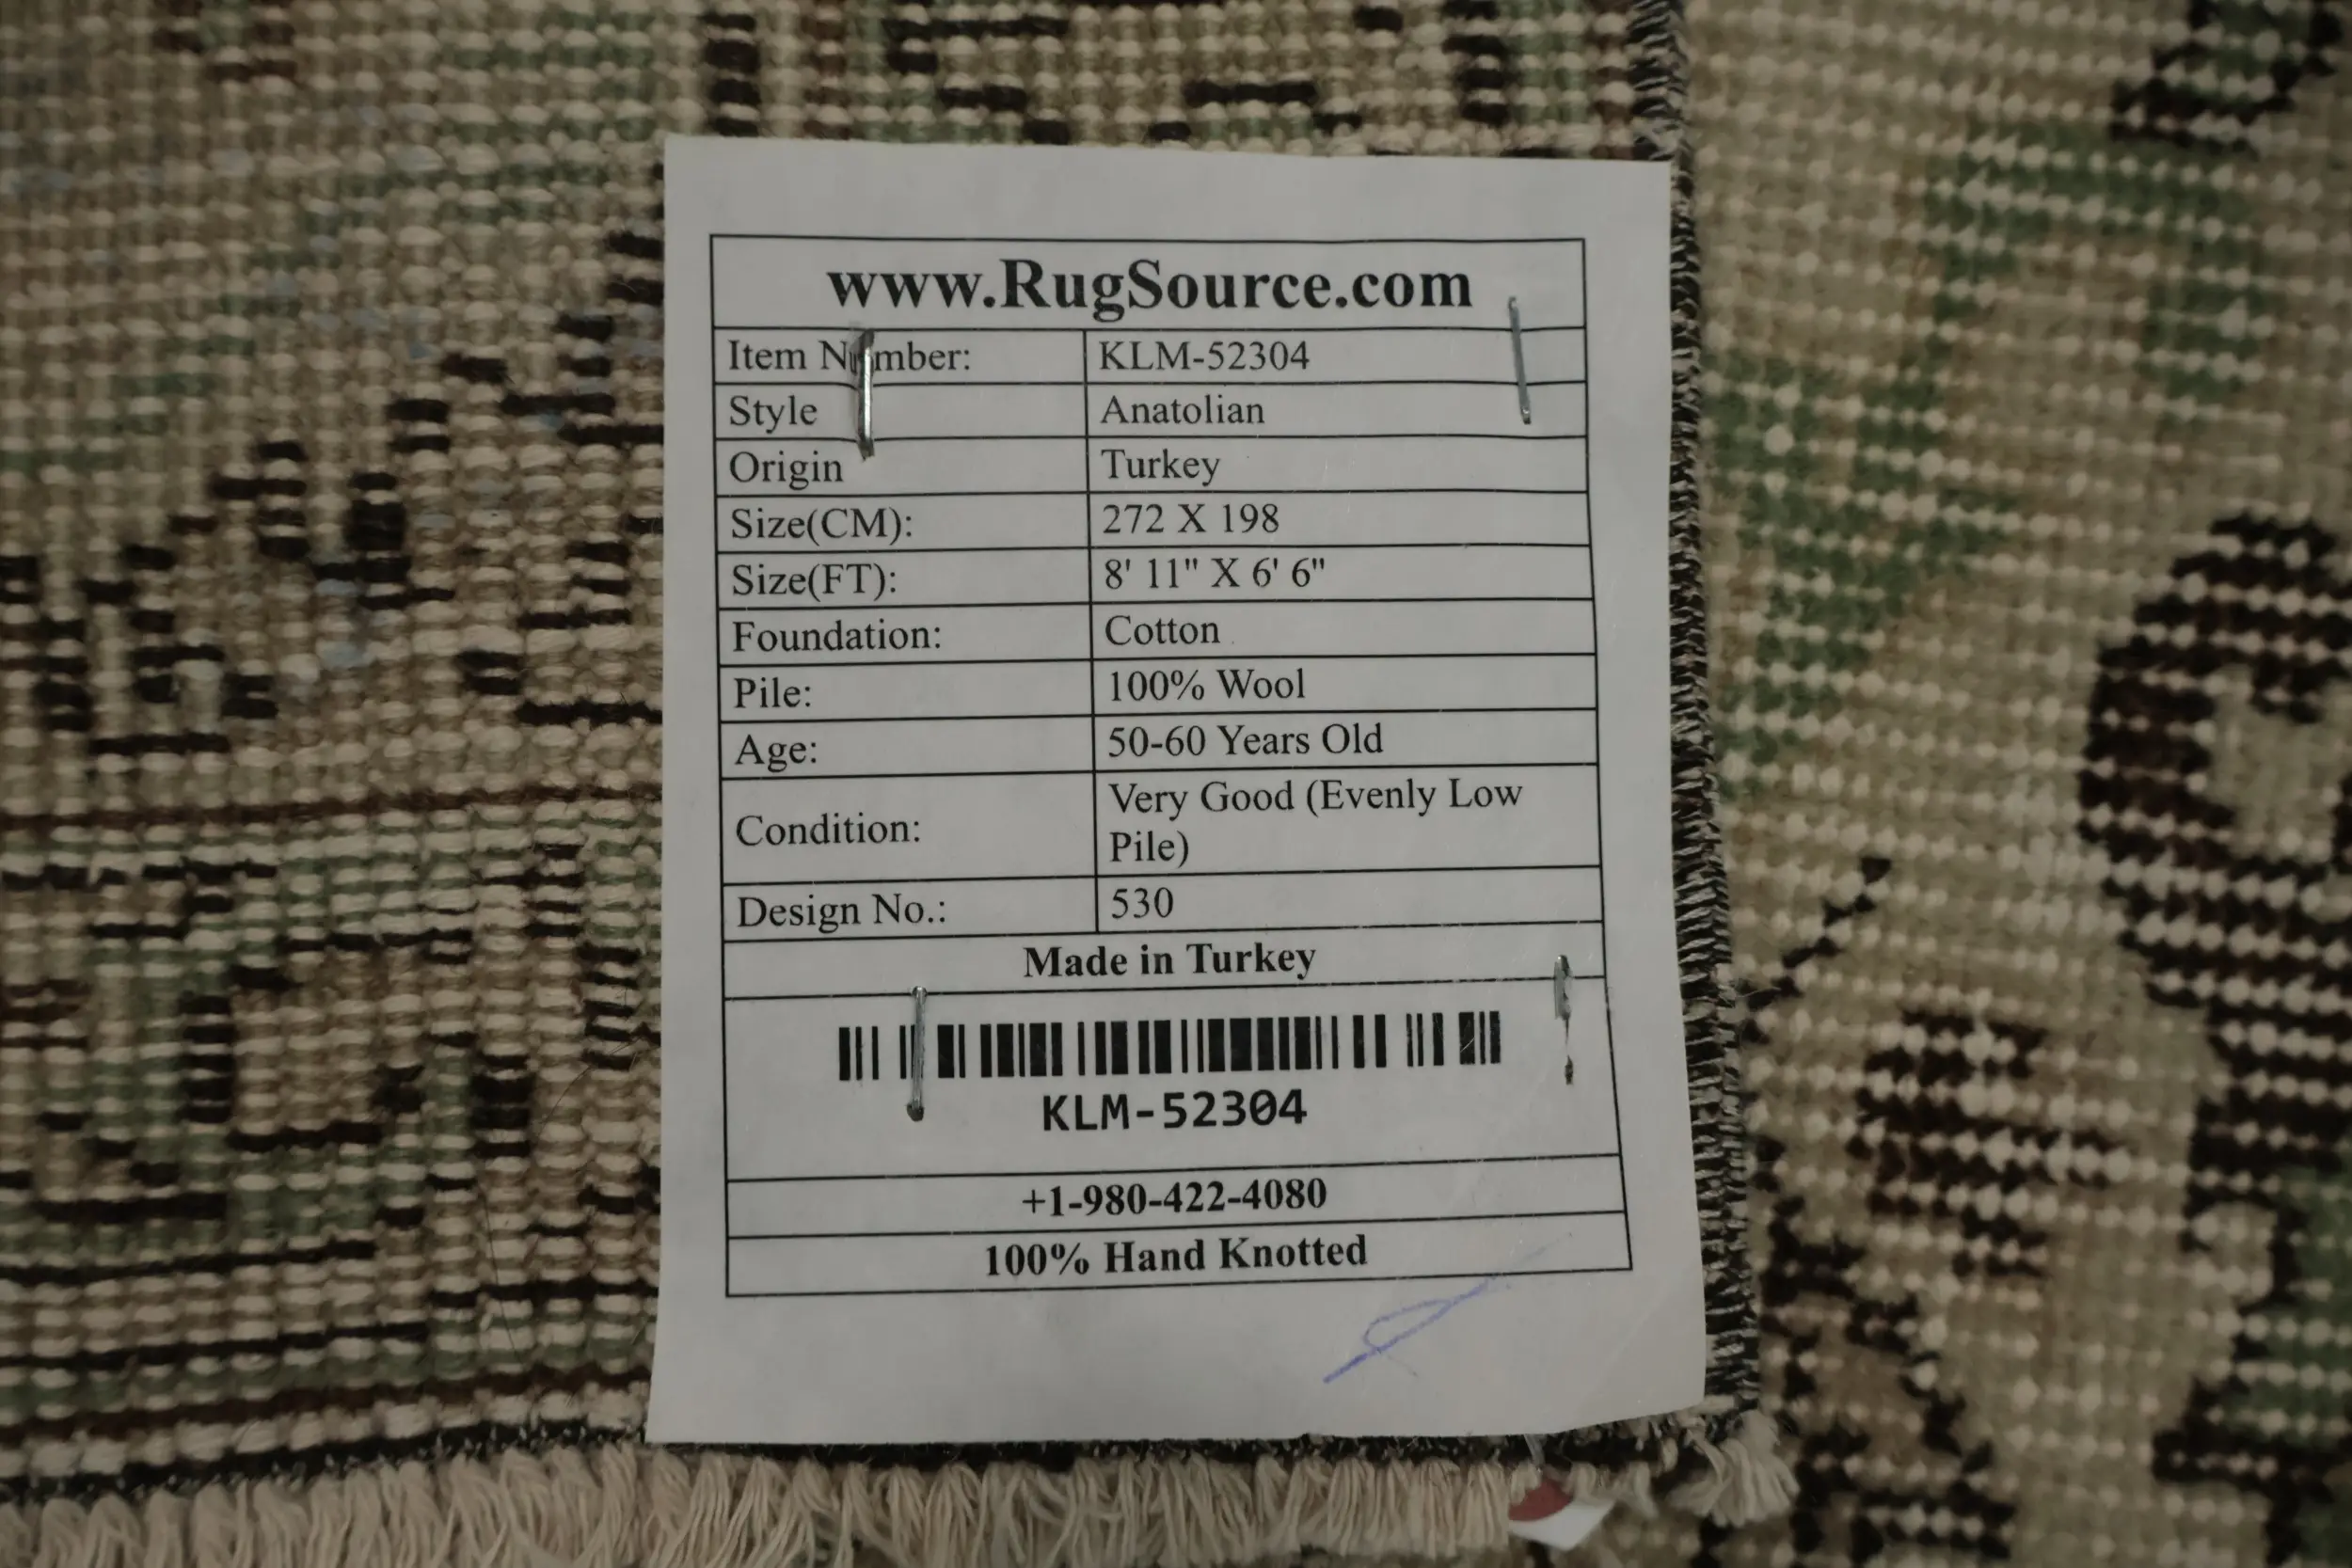 www.RugSource.com
Item Number: KLM-52304
Style Anatolian
Origin Turkey
Size(CM): 272 X 198
Size(FT): 8' 11" X 6' 6"
Foundation: Cotton
Pile: 100% Wool
Age: 50-60 Years Old
Condition: Very Good (Evenly Low
Pile)
Design No.: 530
Made in Turkey
KLM-52304
+1-980-422-4080
100% Hand Knotted